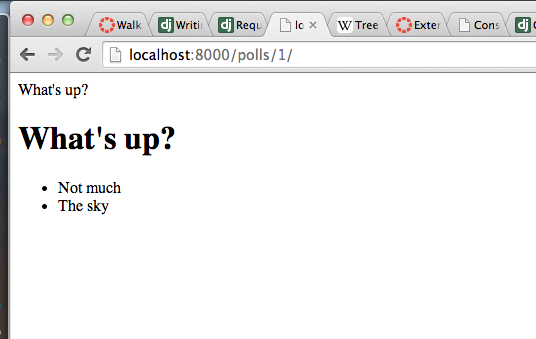 Walk
Writi
Requ
lo
Tree
Exter
Cons
localhost:8000/polls/1/
What's up?
What's up?
Not much
The sky